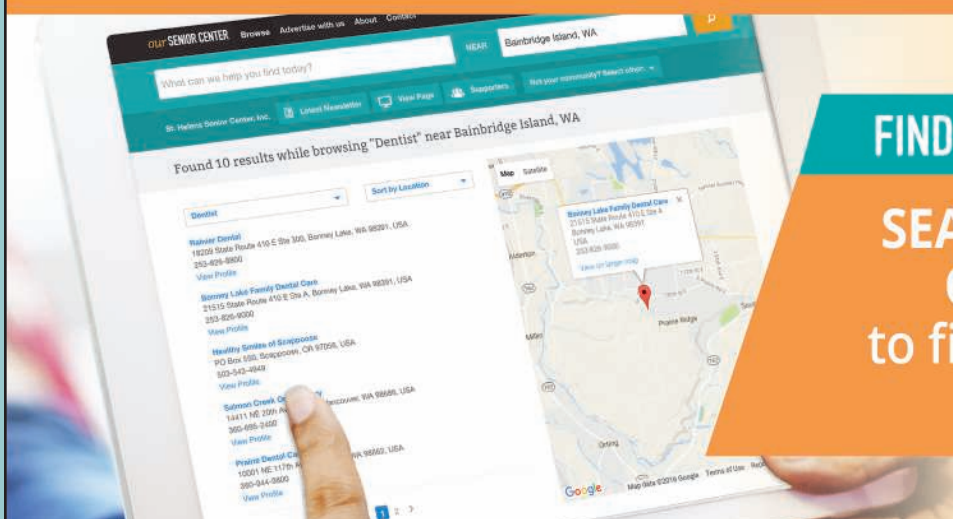 our SENIOR CENTER Browse Advertise with us About Contact
What can we help you find today?
NEAR
Bainbridge Island, WA
St. Helens Senior Center, Inc. Latest Newsletter View Page Supporters Not your community? Select other:
Found 10 results while browsing "Dentist" near Bainbridge Island, WA
Dentist
Sort by Location
Rainier Dental
18209 State Route 410 E Ste 300, Bonney Lake, WA 98391, USA
253-826-8800
View Profile
Bonney Lake Family Dental Care
21515 State Route 410 E Ste A, Bonney Lake, WA 98391, USA
253-826-9000
View Profile
Healthy Smiles of Scappoose
PO Box 550, Scappoose, OR 97056, USA
503-543-4949
View Profile
Salmon Creek
14411 NE 20th WA 98686, USA
360-695-2400
View Profile
Prairie Dental
10001 NE 117th WA 98662, USA
360-944-9800
View Profile
1 2 >
Map Satellite
Bonney Lake Family Dental Care
21515 State Route 410 E Ste A
Bonney Lake, WA 98391
USA
253-826-9000
View on larger map
Alderton
Prairie Ridge
Orting
Google
Map data ©2016 Google Terms of Use
FIND
SEA
to fi